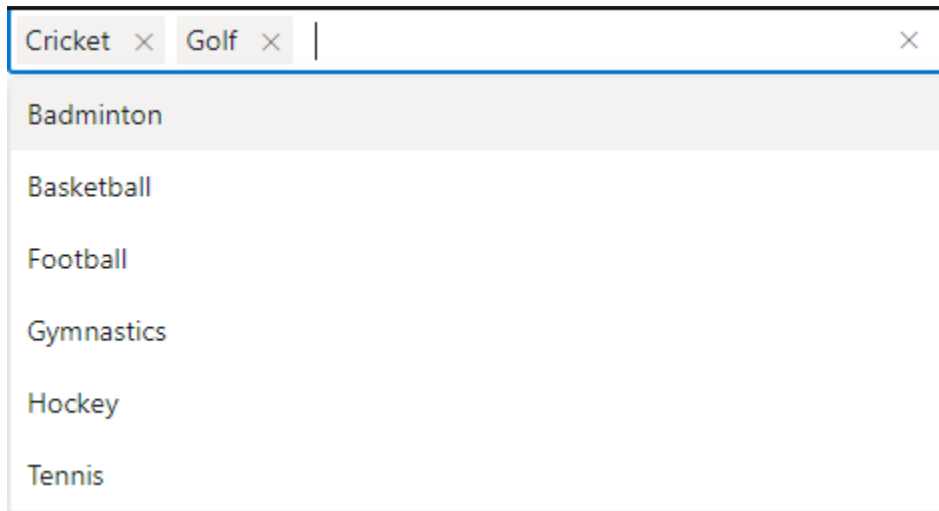 Cricket Golf
Badminton
Basketball
Football
Gymnastics
Hockey
Tennis